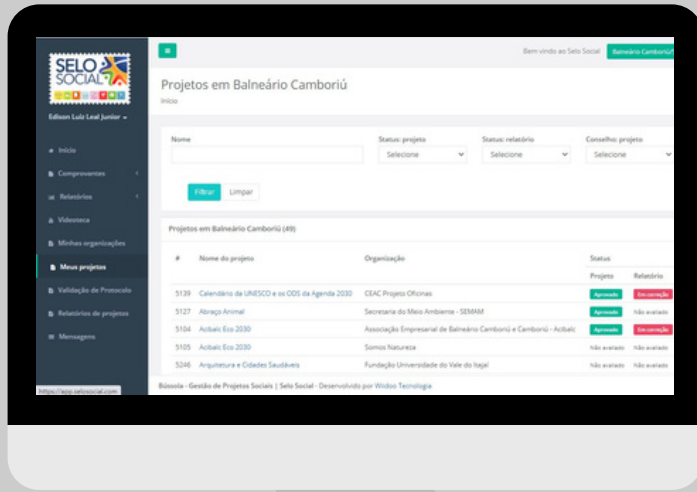 SELO
SOCIAL
Edison Luiz Leal Junior
Início
Comprovantes
Relatórios
Videoteca
Minhas organizações
Meus projetos
Validação de Protocolo
Relatórios de projetos
Mensagens
https://app.selosocial.com
Bem vindo ao Selo Social Balneário Camboriú
Projetos em Balneário Camboriú
Início
Nome Status: projeto Status: relatório Conselho: projeto
Selecione Selecione Selecione
Filtrar Limpar
Projetos em Balneário Camboriú (49)
# Nome do projeto Organização Status
Projeto Relatório
5139 Calendário da UNESCO e os ODS da Agenda 2030 CEAC Projeto Oficinas Aprovado Em correção
5127 Abraço Animal Secretaria do Meio Ambiente - SEMAM Aprovado Não avaliado
5104 Acibalc Eco 2030 Associação Empresarial de Balneário Camboriú e Camboriú - Acibalc Aprovado Em correção
5105 Acibalc Eco 2030 Somos Natureza Não avaliado Não avaliado
5246 Arquitetura e Cidades Saudáveis Fundação Universidade do Vale do Itajaí Não avaliado Não avaliado
Bússola - Gestão de Projetos Sociais | Selo Social - Desenvolvido por Wildoo Tecnologia